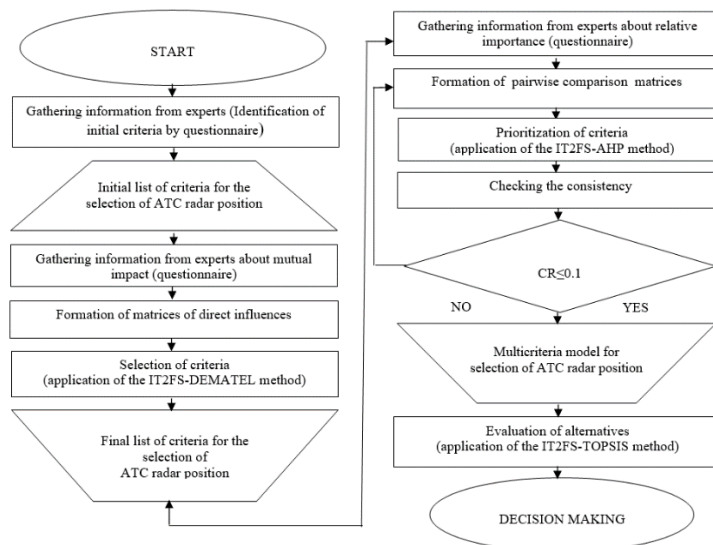 START
Gathering information from experts (Identification of
initial criteria by questionnaire)
Initial list of criteria for the
selection of ATC radar position
Gathering information from experts about mutual
impact (questionnaire)
Formation of matrices of direct influences
Selection of criteria
(application of the IT2FS-DEMATEL method)
Final list of criteria for the
selection of
ATC radar position
Gathering information from experts about relative
importance (questionnaire)
Formation of pairwise comparison matrices
Prioritization of criteria
(application of the IT2FS-AHP method)
Checking the consistency
CR≤0.1
NO YES
Multicriteria model for
selection of ATC radar position
Evaluation of alternatives
(application of the IT2FS-TOPSIS method)
DECISION MAKING